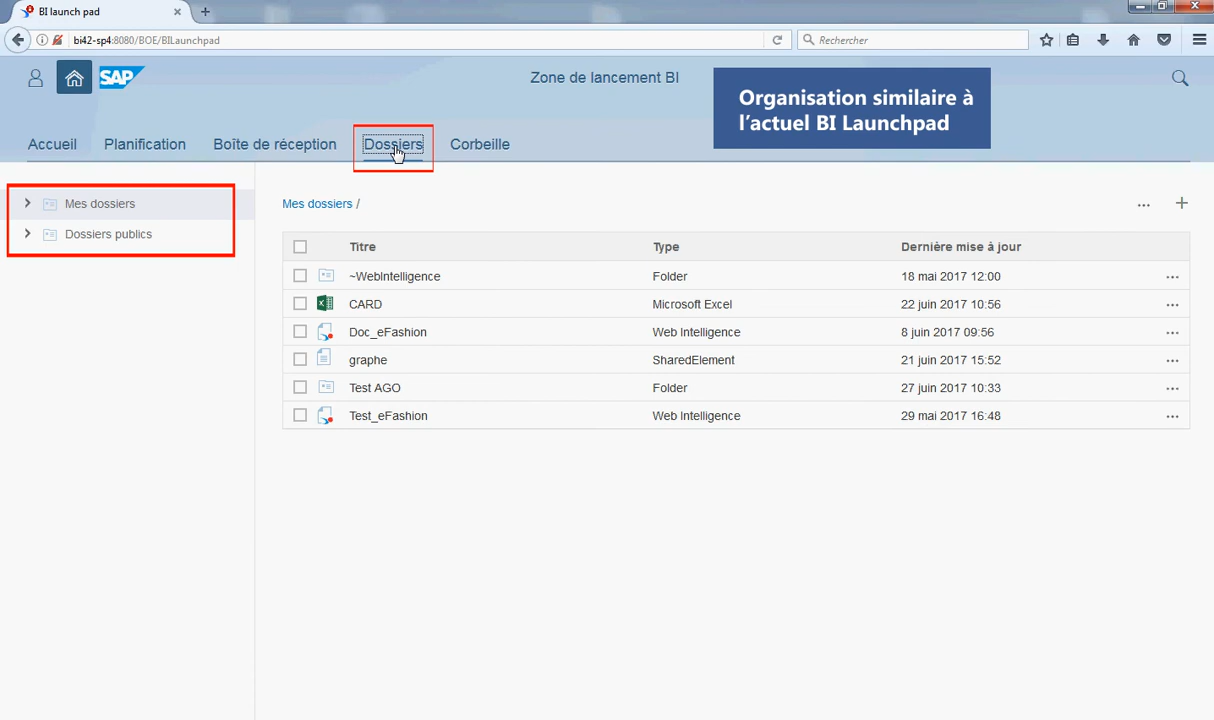 BI launch pad
bi42-sp4:8080/BOE/BILaunchpad
Rechercher
SAP
Zone de lancement BI
Organisation similaire à
l'actuel BI Launchpad
Accueil Planification Boîte de réception Dossiers Corbeille
Mes dossiers
Dossiers publics
Mes dossiers /
Titre Type Dernière mise à jour
~WebIntelligence Folder 18 mai 2017 12:00
CARD Microsoft Excel 22 juin 2017 10:56
Doc_eFashion Web Intelligence 8 juin 2017 09:56
graphe SharedElement 21 juin 2017 15:52
Test AGO Folder 27 juin 2017 10:33
Test_eFashion Web Intelligence 29 mai 2017 16:48